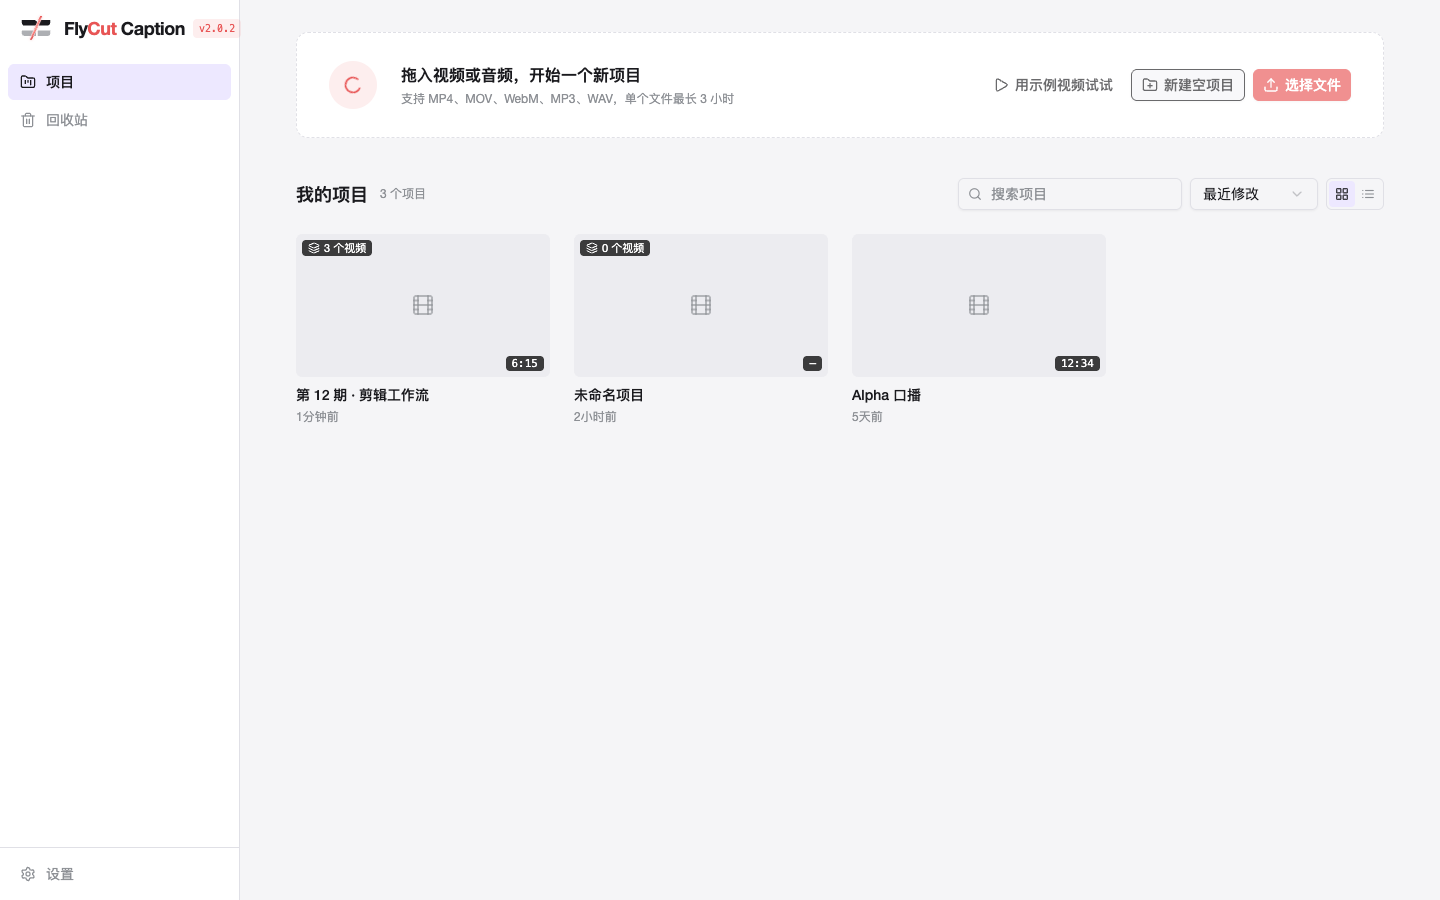 FlyCut Caption v2.0.2
项目
回收站
拖入视频或音频，开始一个新项目
支持 MP4、MOV、WebM、MP3、WAV，单个文件最长 3 小时
用示例视频试试
新建空项目
选择文件
我的项目 3 个项目
搜索项目
最近修改
3 个视频
6:15
第 12 期 · 剪辑工作流
1分钟前
0 个视频
—
未命名项目
2小时前
12:34
Alpha 口播
5天前
设置